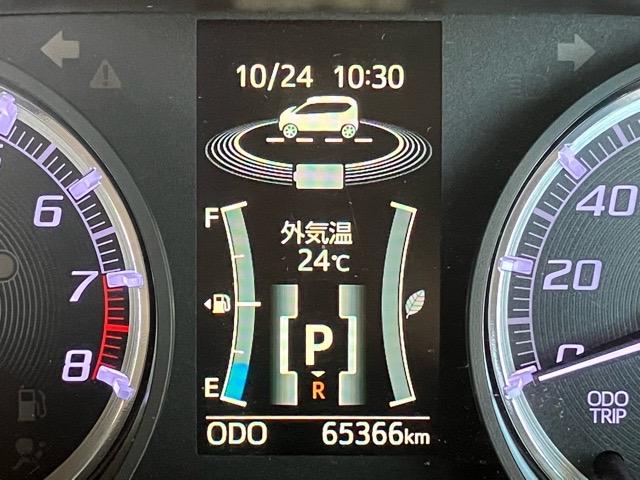 10/24 10:30
F
外気温
24℃
P
R
E
ODO 65366km
6
7
8
40
20
0
ODO
TRIP